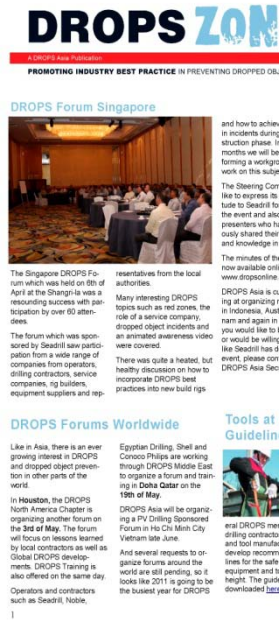 DROPS ZON
A DROPS Asia Publication
PROMOTING INDUSTRY BEST PRACTICE IN PREVENTING DROPPED OBJ
DROPS Forum Singapore
The Singapore DROPS Fo-
rum which was held on 6th of
April at the Shangri-la was a
resounding success with par-
ticipation by over 60 atten-
dees.
The forum which was spon-
sored by Seadrill saw partici-
pation from a wide range of
companies from operators,
drilling contractors, service
companies, rig builders,
equipment suppliers and rep-
resentatives from the local
authorities.
Many interesting DROPS
topics such as red zones, the
role of a service company,
dropped object incidents and
an animated awareness video
were covered.
There was quite a heated, but
healthy discussion on how to
incorporate DROPS best
practices into new build rigs
and how to achiev
in incidents during
struction phase. In
months we will be
forming a workgro
work on this subje
The Steering Com
like to express its
tude to Seadrill fo
the event and also
presenters who ha
ously shared their
and knowledge in
The minutes of the
now available onli
www.dropsonline.
DROPS Asia is cu
ing at organizing r
in Indonesia, Aust
nam and again in
you would like to b
or would be willing
like Seadrill has d
event, please con
DROPS Asia Sec
DROPS Forums Worldwide
Like in Asia, there is an ever
growing interest in DROPS
and dropped object preven-
tion in other parts of the
world.
In Houston, the DROPS
North America Chapter is
organizing another forum on
the 3rd of May. The forum
will focus on lessons learned
by local contractors as well as
Global DROPS develop-
ments. DROPS Training is
also offered on the same day.
Operators and contractors
such as Seadrill, Noble,
Egyptian Drilling, Shell and
Conoco Philips are working
through DROPS Middle East
to organize a forum and train-
ing in Doha Qatar on the
19th of May.
DROPS Asia will be organiz-
ing a PV Drilling Sponsored
Forum in Ho Chi Minh City
Vietnam late June.
And several requests to or-
ganize forums around the
world are still pending, so it
looks like 2011 is going to be
the busiest year for DROPS
Tools at
Guidelin
eral DROPS mem
drilling contractor
and tool manufac
develop recomm
lines for the safe
equipment and to
height. The guide
downloaded here
1